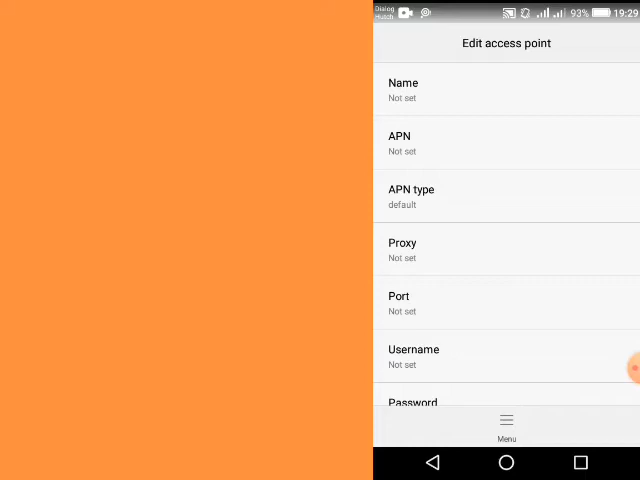 Dialog
Hutch
93% 19:29
Edit access point
Name
Not set
APN
Not set
APN type
default
Proxy
Not set
Port
Not set
Username
Not set
Password
Menu